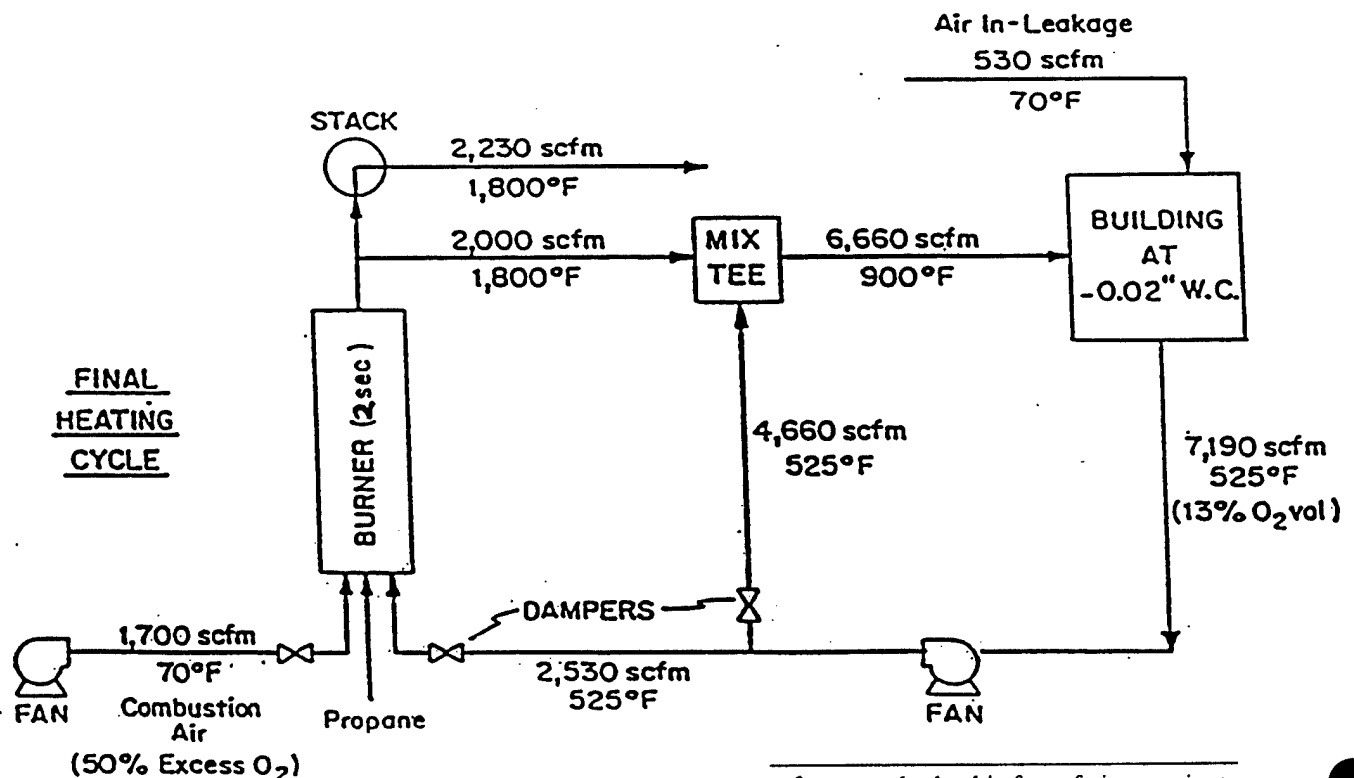 Air In-Leakage
530 scfm
70°F
STACK
2,230 scfm
1,800°F
2,000 scfm
1,800°F
MIX
TEE
6,660 scfm
900°F
BUILDING
AT
-0.02" W.C.
BURNER (2 sec)
FINAL
HEATING
CYCLE
4,660 scfm
525°F
7,190 scfm
525°F
(13% O₂ vol)
DAMPERS
1,700 scfm
70°F
2,530 scfm
525°F
FAN
Combustion
Air
(50% Excess O₂)
Propane
FAN